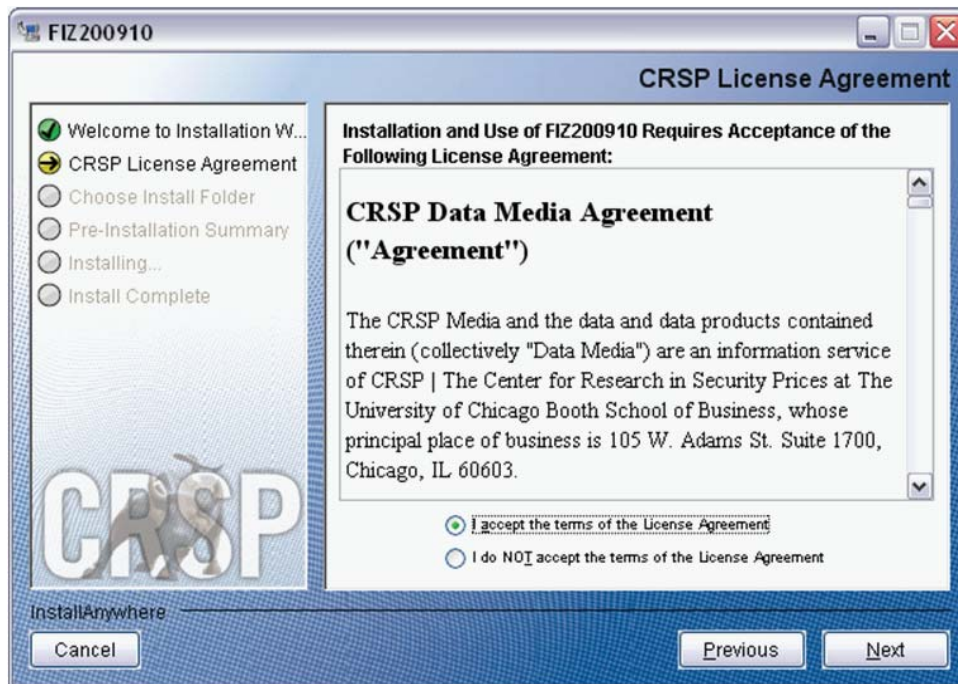 FIZ200910
CRSP License Agreement
Welcome to Installation W...
CRSP License Agreement
Choose Install Folder
Pre-Installation Summary
Installing...
Install Complete
CRSP
Installation and Use of FIZ200910 Requires Acceptance of the
Following License Agreement:
CRSP Data Media Agreement
("Agreement")
The CRSP Media and the data and data products contained
therein (collectively "Data Media") are an information service
of CRSP | The Center for Research in Security Prices at The
University of Chicago Booth School of Business, whose
principal place of business is 105 W. Adams St. Suite 1700,
Chicago, IL 60603.
I accept the terms of the License Agreement
I do NOT accept the terms of the License Agreement
InstallAnywhere
Cancel
Previous
Next